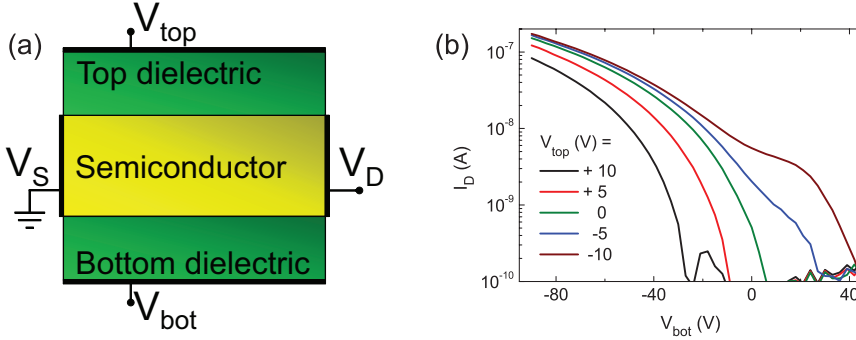 (a)
V_top
Top dielectric
V_S
Semiconductor
V_D
Bottom dielectric
V_bot
(b)
10^-7
10^-8
10^-9
10^-10
I_D (A)
V_top (V) =
+ 10
+ 5
0
-5
-10
-80
-40
0
40
V_bot (V)